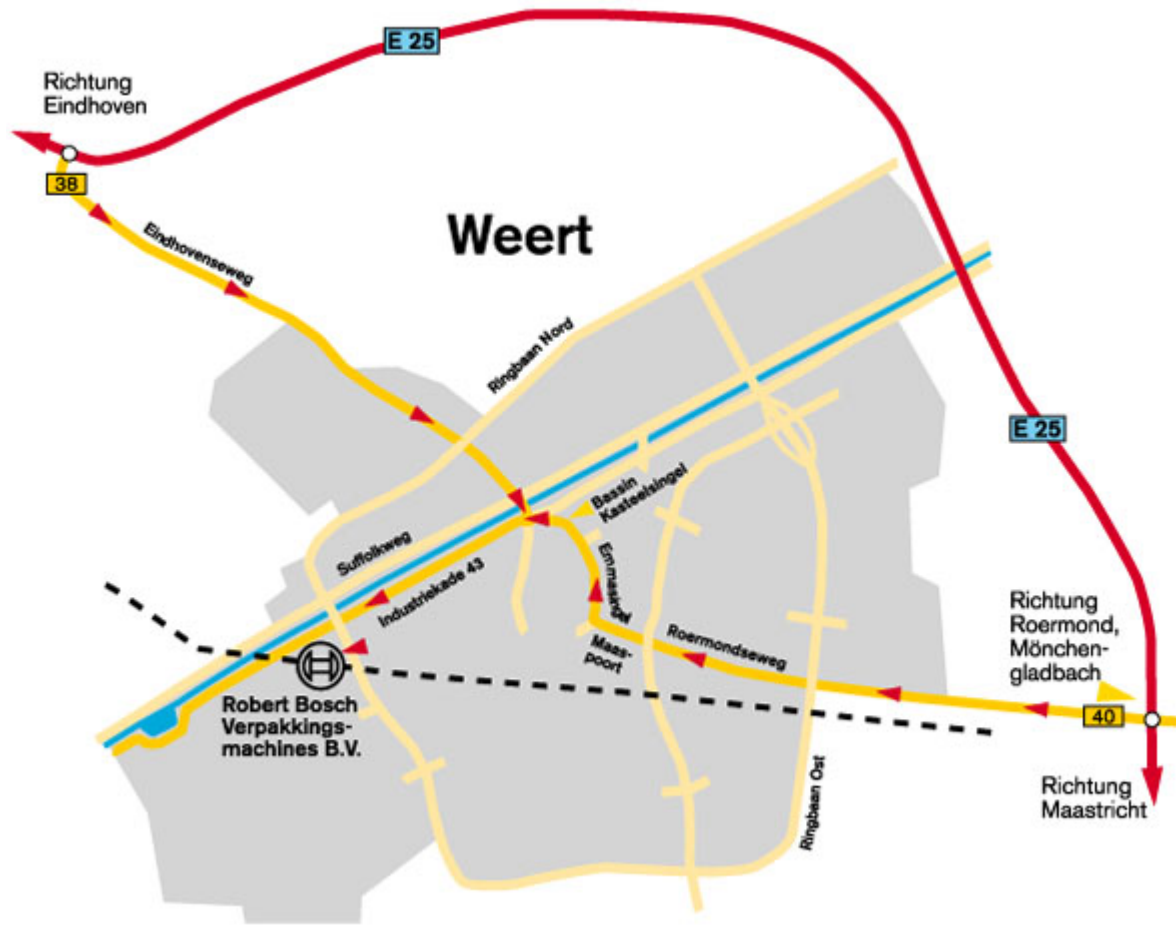 E 25
Richtung
Eindhoven
38
Eindhovenseweg
Weert
Ringbaan Nord
E 25
Bassin
Kasteelsingel
Suffolkweg
Industriekade 43
Emmasingel
Maas-
poort
Roermondseweg
Richtung
Roermond,
Mönchen-
gladbach
40
Robert Bosch
Verpakkings-
machines B.V.
Ringbaan Ost
Richtung
Maastricht